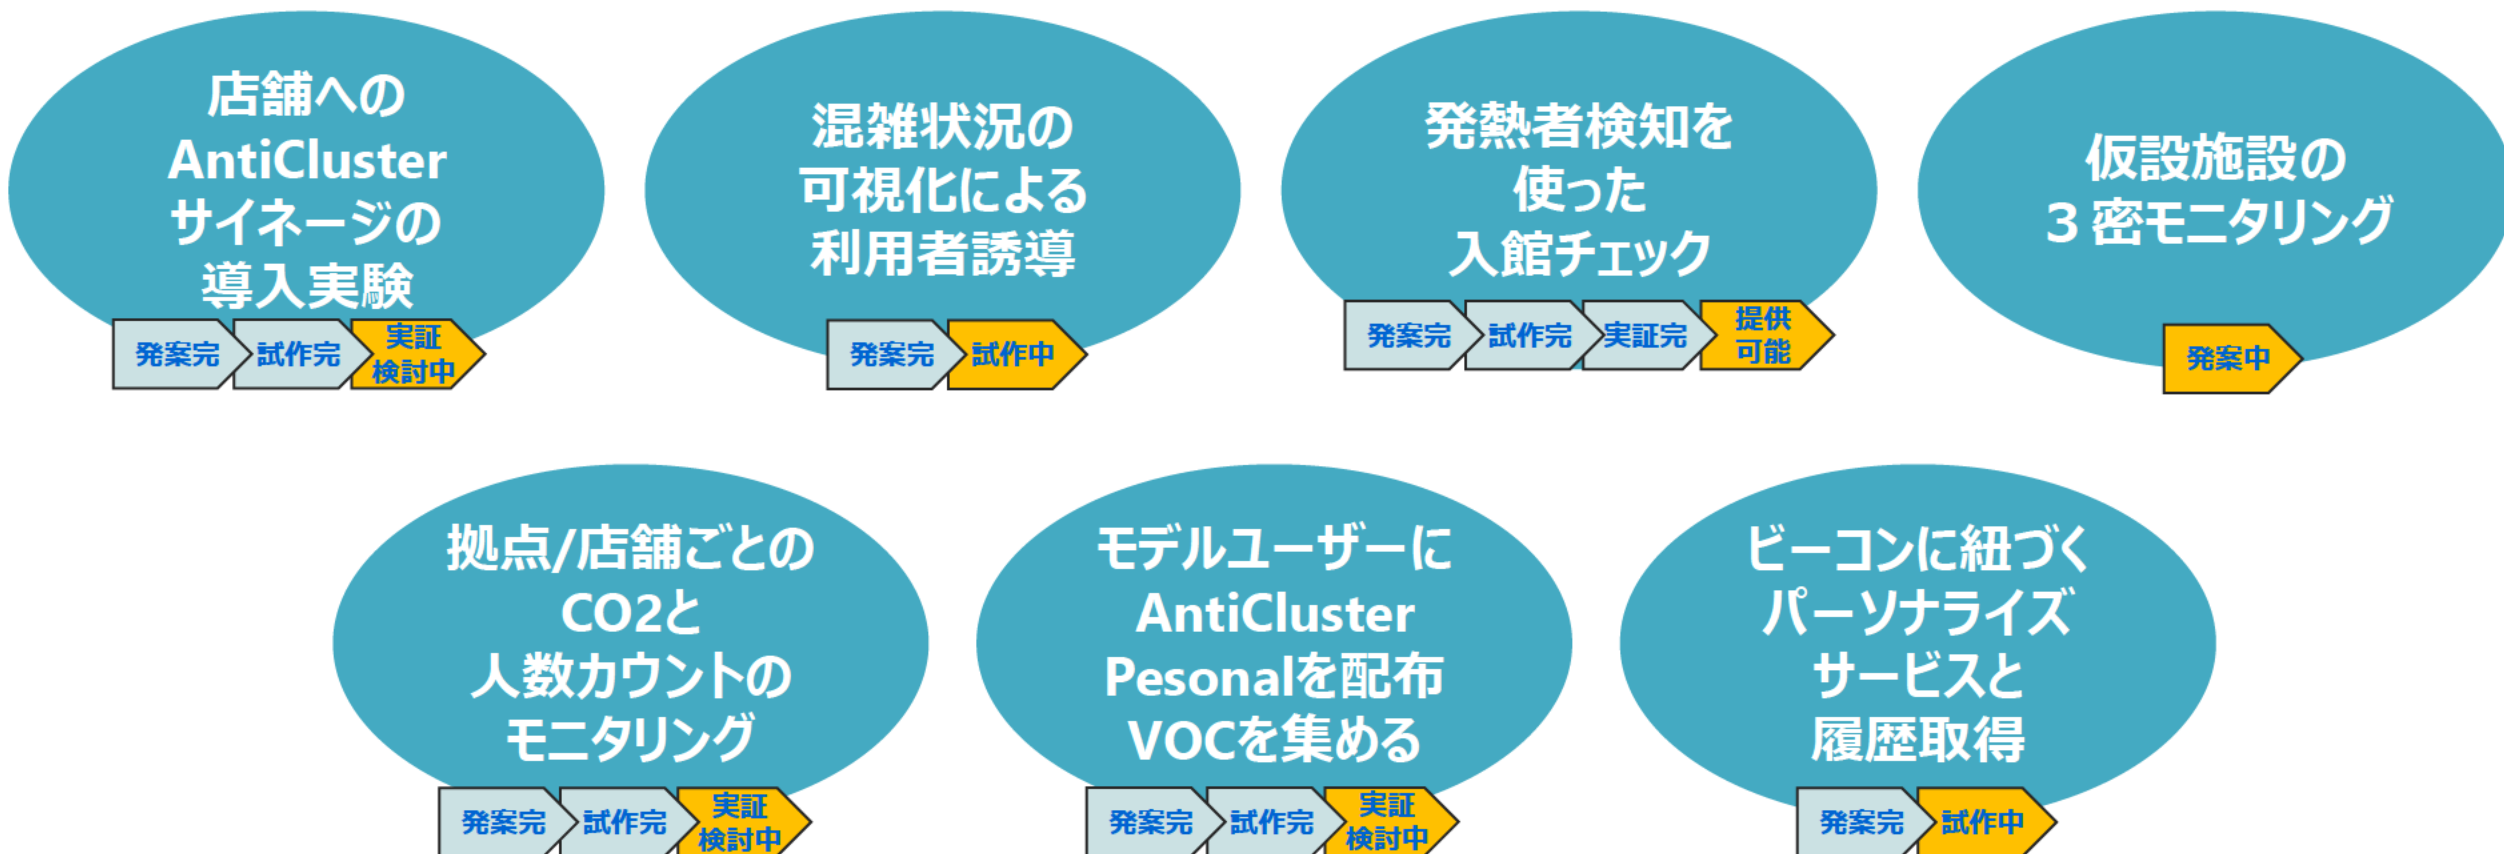 店舗への
AntiCluster
サイネージの
導入実験
発案完
試作完
実証
検討中
混雑状況の
可視化による
利用者誘導
発案完
試作中
発熱者検知を
使った
入館チェック
発案完
試作完
実証完
提供
可能
仮設施設の
3密モニタリング
発案中
拠点/店舗ごとの
CO2と
人数カウントの
モニタリング
発案完
試作完
実証
検討中
モデルユーザーに
AntiCluster
Pesonalを配布
VOCを集める
発案完
試作完
実証
検討中
ビーコンに紐づく
パーソナライズ
サービスと
履歴取得
発案完
試作中